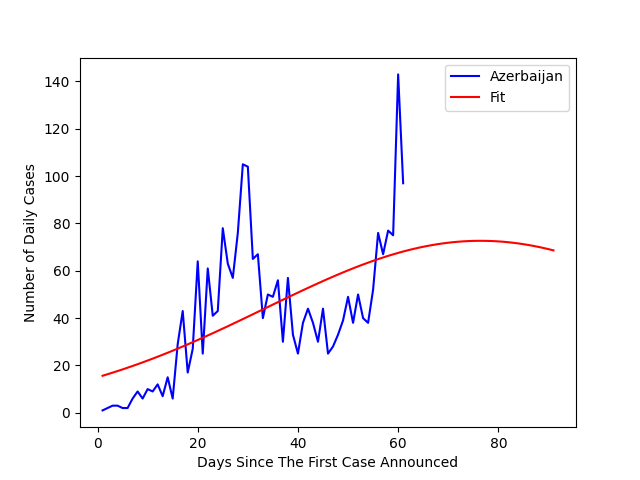 Azerbaijan
Fit
Number of Daily Cases
140
120
100
80
60
40
20
0
0 20 40 60 80
Days Since The First Case Announced